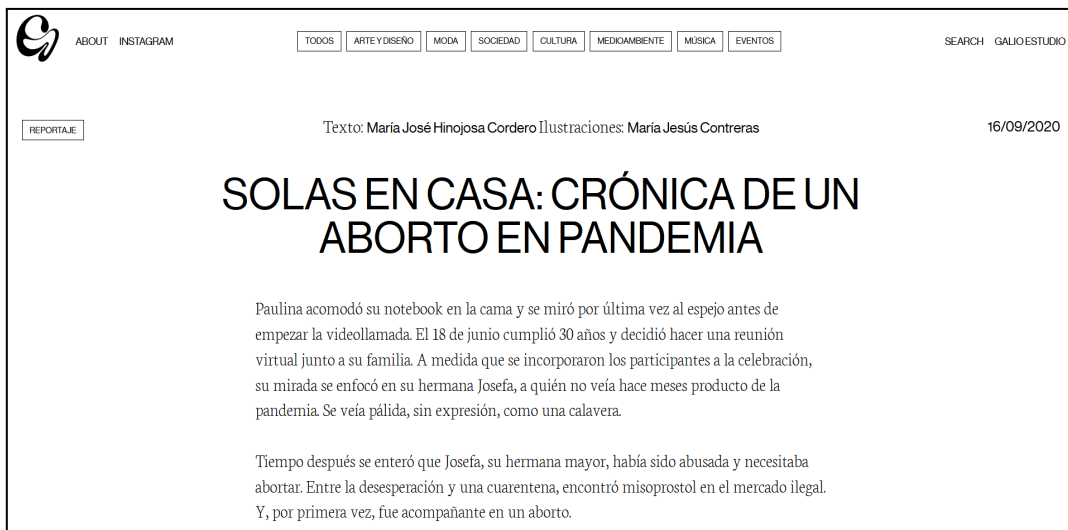 ABOUT INSTAGRAM TODOS ARTE Y DISEÑO MODA SOCIEDAD CULTURA MEDIOAMBIENTE MÚSICA EVENTOS SEARCH GALIO ESTUDIO
REPORTAJE Texto: María José Hinojosa Cordero Ilustraciones: María Jesús Contreras 16/09/2020
SOLAS EN CASA: CRÓNICA DE UN
ABORTO EN PANDEMIA
Paulina acomodó su notebook en la cama y se miró por última vez al espejo antes de
empezar la videollamada. El 18 de junio cumplió 30 años y decidió hacer una reunión
virtual junto a su familia. A medida que se incorporaron los participantes a la celebración,
su mirada se enfocó en su hermana Josefa, a quién no veía hace meses producto de la
pandemia. Se veía pálida, sin expresión, como una calavera.
Tiempo después se enteró que Josefa, su hermana mayor, había sido abusada y necesitaba
abortar. Entre la desesperación y una cuarentena, encontró misoprostol en el mercado ilegal.
Y, por primera vez, fue acompañante en un aborto.